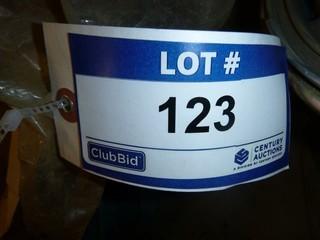 LOT #
123
ClubBid
CENTURY
AUCTIONS